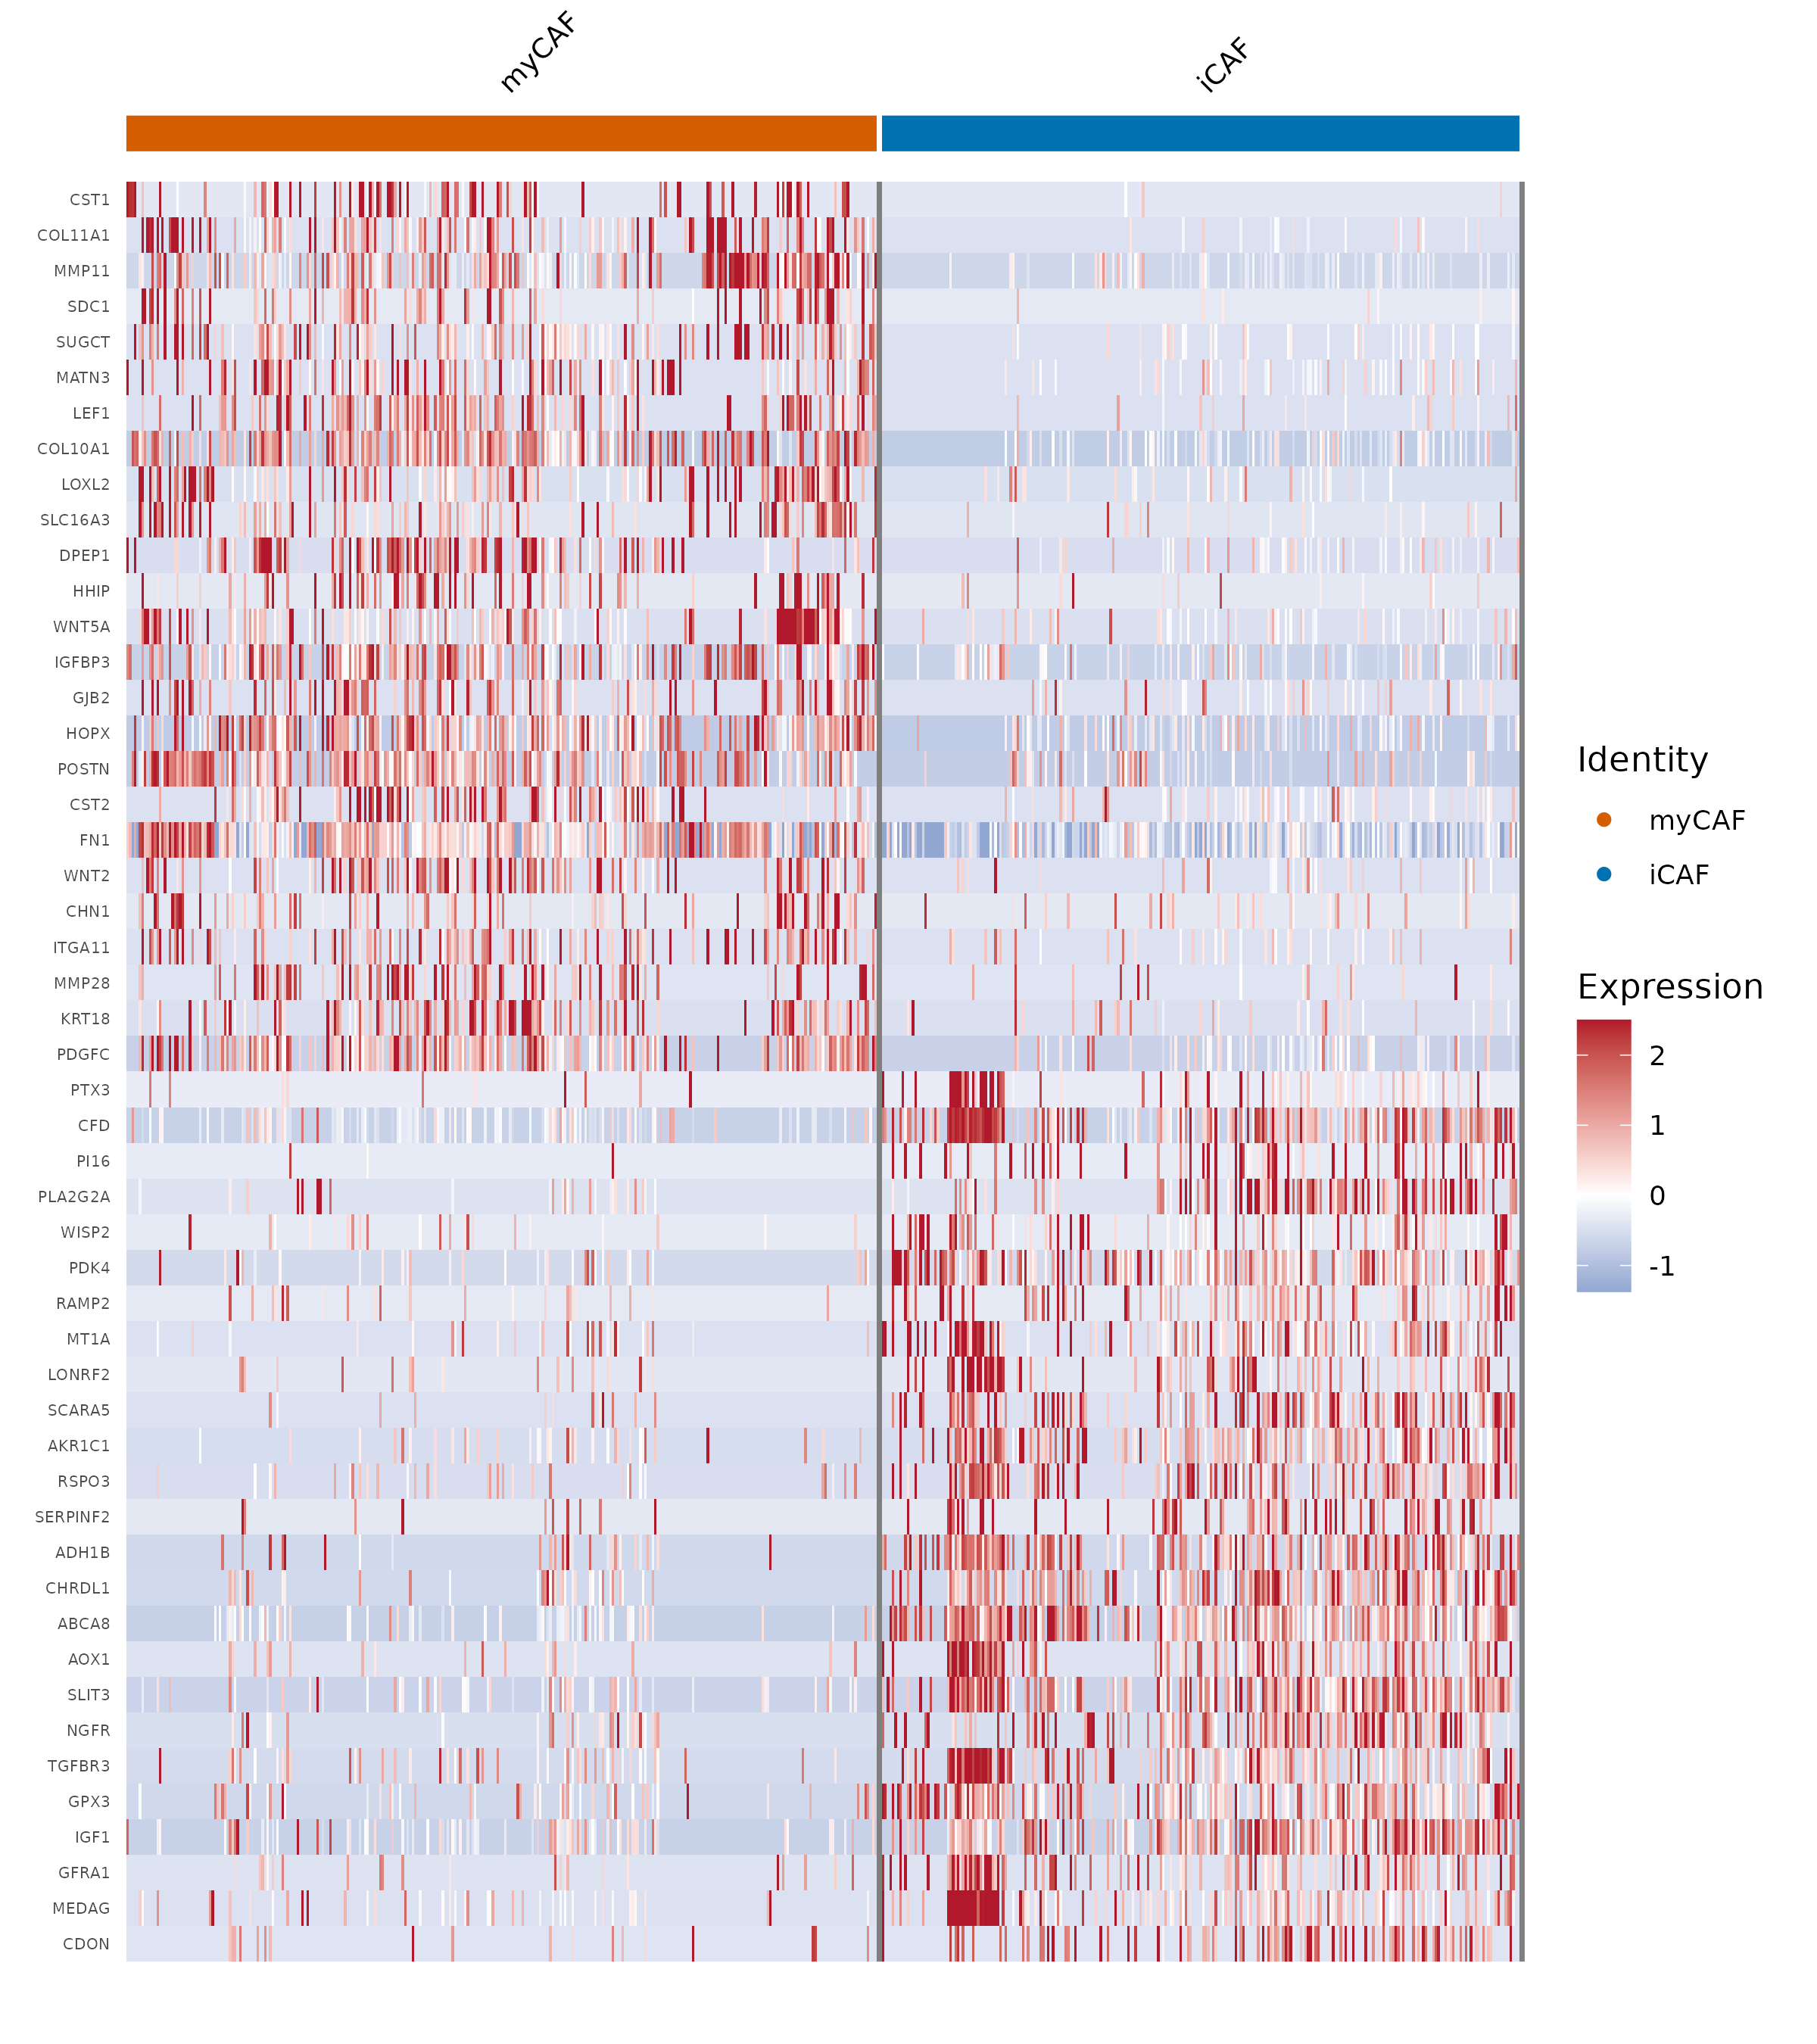 myCAF
iCAF
CST1
COL11A1
MMP11
SDC1
SUGCT
MATN3
LEF1
COL10A1
LOXL2
SLC16A3
DPEP1
HHIP
WNT5A
IGFBP3
GJB2
HOPX
POSTN
CST2
FN1
WNT2
CHN1
ITGA11
MMP28
KRT18
PDGFC
PTX3
CFD
PI16
PLA2G2A
WISP2
PDK4
RAMP2
MT1A
LONRF2
SCARA5
AKR1C1
RSPO3
SERPINF2
ADH1B
CHRDL1
ABCA8
AOX1
SLIT3
NGFR
TGFBR3
GPX3
IGF1
GFRA1
MEDAG
CDON
Identity
myCAF
iCAF
Expression
2
1
0
-1